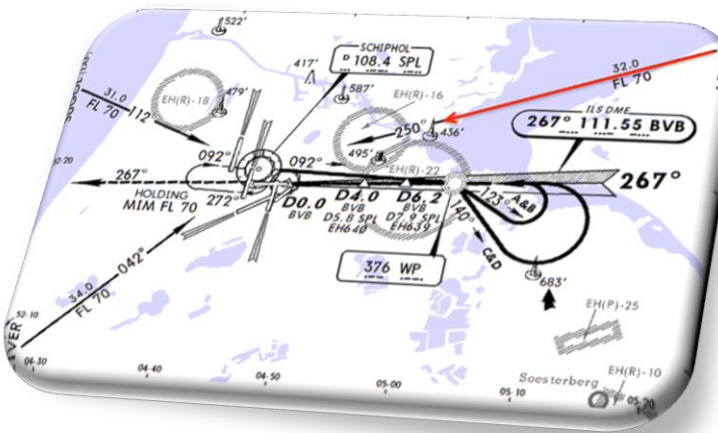 522'
SCHIPHOL
D 108.4 SPL
417'
587'
EH(R)-16
32.0
FL 70
31.0
FL 70
112
EH(R)-18
479'
250°
436'
ILS DME
267° 111.55 BVB
495'
EH(R)-22
52-20
092°
092°
267°
267°
HOLDING
MIM FL 70
272°
D0.0
BVB
D4.0
BVB
D5.8 SPL
EH640
D6.2
BVB
D7.9 SPL
EH639
123°
A&B
140°
C&D
376 WP
683'
34.0
FL 70
042°
EH(P)-25
52-10
Soesterberg
EH(R)-10
04-30
04-40
04-50
05-00
05-10
05-20